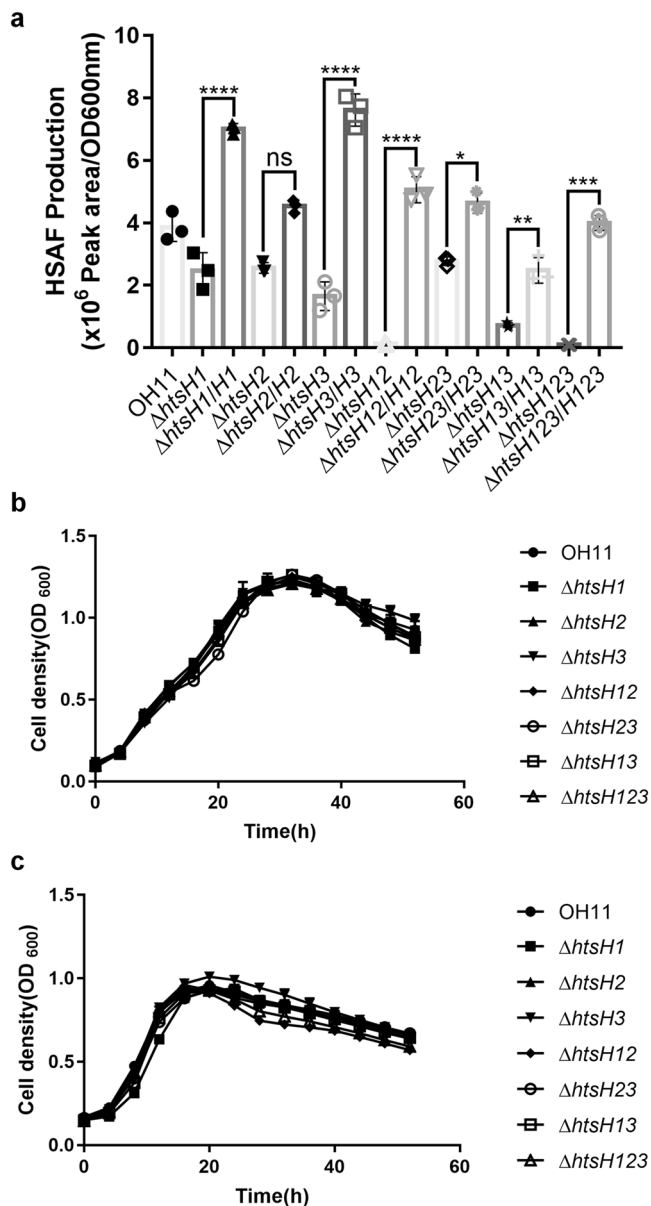 a
HSAF Production
(x10⁶ Peak area/OD600nm)
10
8
6
4
2
0
****
ns
****
****
*
**
***
OH11
ΔhtsH1
ΔhtsH1/H1
ΔhtsH2
ΔhtsH2/H2
ΔhtsH3
ΔhtsH3/H3
ΔhtsH12
ΔhtsH12/H12
ΔhtsH23
ΔhtsH23/H23
ΔhtsH13
ΔhtsH13/H13
ΔhtsH123
ΔhtsH123/H123
b
Cell density(OD 600)
1.5
1.0
0.5
0.0
0
20
40
60
Time(h)
OH11
ΔhtsH1
ΔhtsH2
ΔhtsH3
ΔhtsH12
ΔhtsH23
ΔhtsH13
ΔhtsH123
c
Cell density(OD 600)
1.5
1.0
0.5
0.0
0
20
40
60
Time(h)
OH11
ΔhtsH1
ΔhtsH2
ΔhtsH3
ΔhtsH12
ΔhtsH23
ΔhtsH13
ΔhtsH123